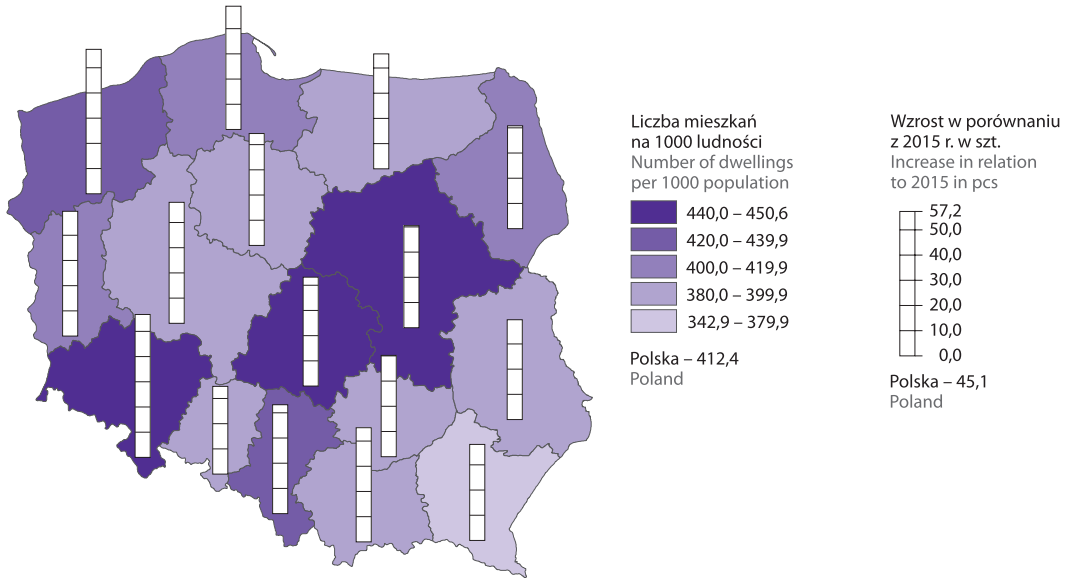 Liczba mieszkań
na 1000 ludności
Number of dwellings
per 1000 population
440,0 – 450,6
420,0 – 439,9
400,0 – 419,9
380,0 – 399,9
342,9 – 379,9
Polska – 412,4
Poland
Wzrost w porównaniu
z 2015 r. w szt.
Increase in relation
to 2015 in pcs
57,2
50,0
40,0
30,0
20,0
10,0
0,0
Polska – 45,1
Poland